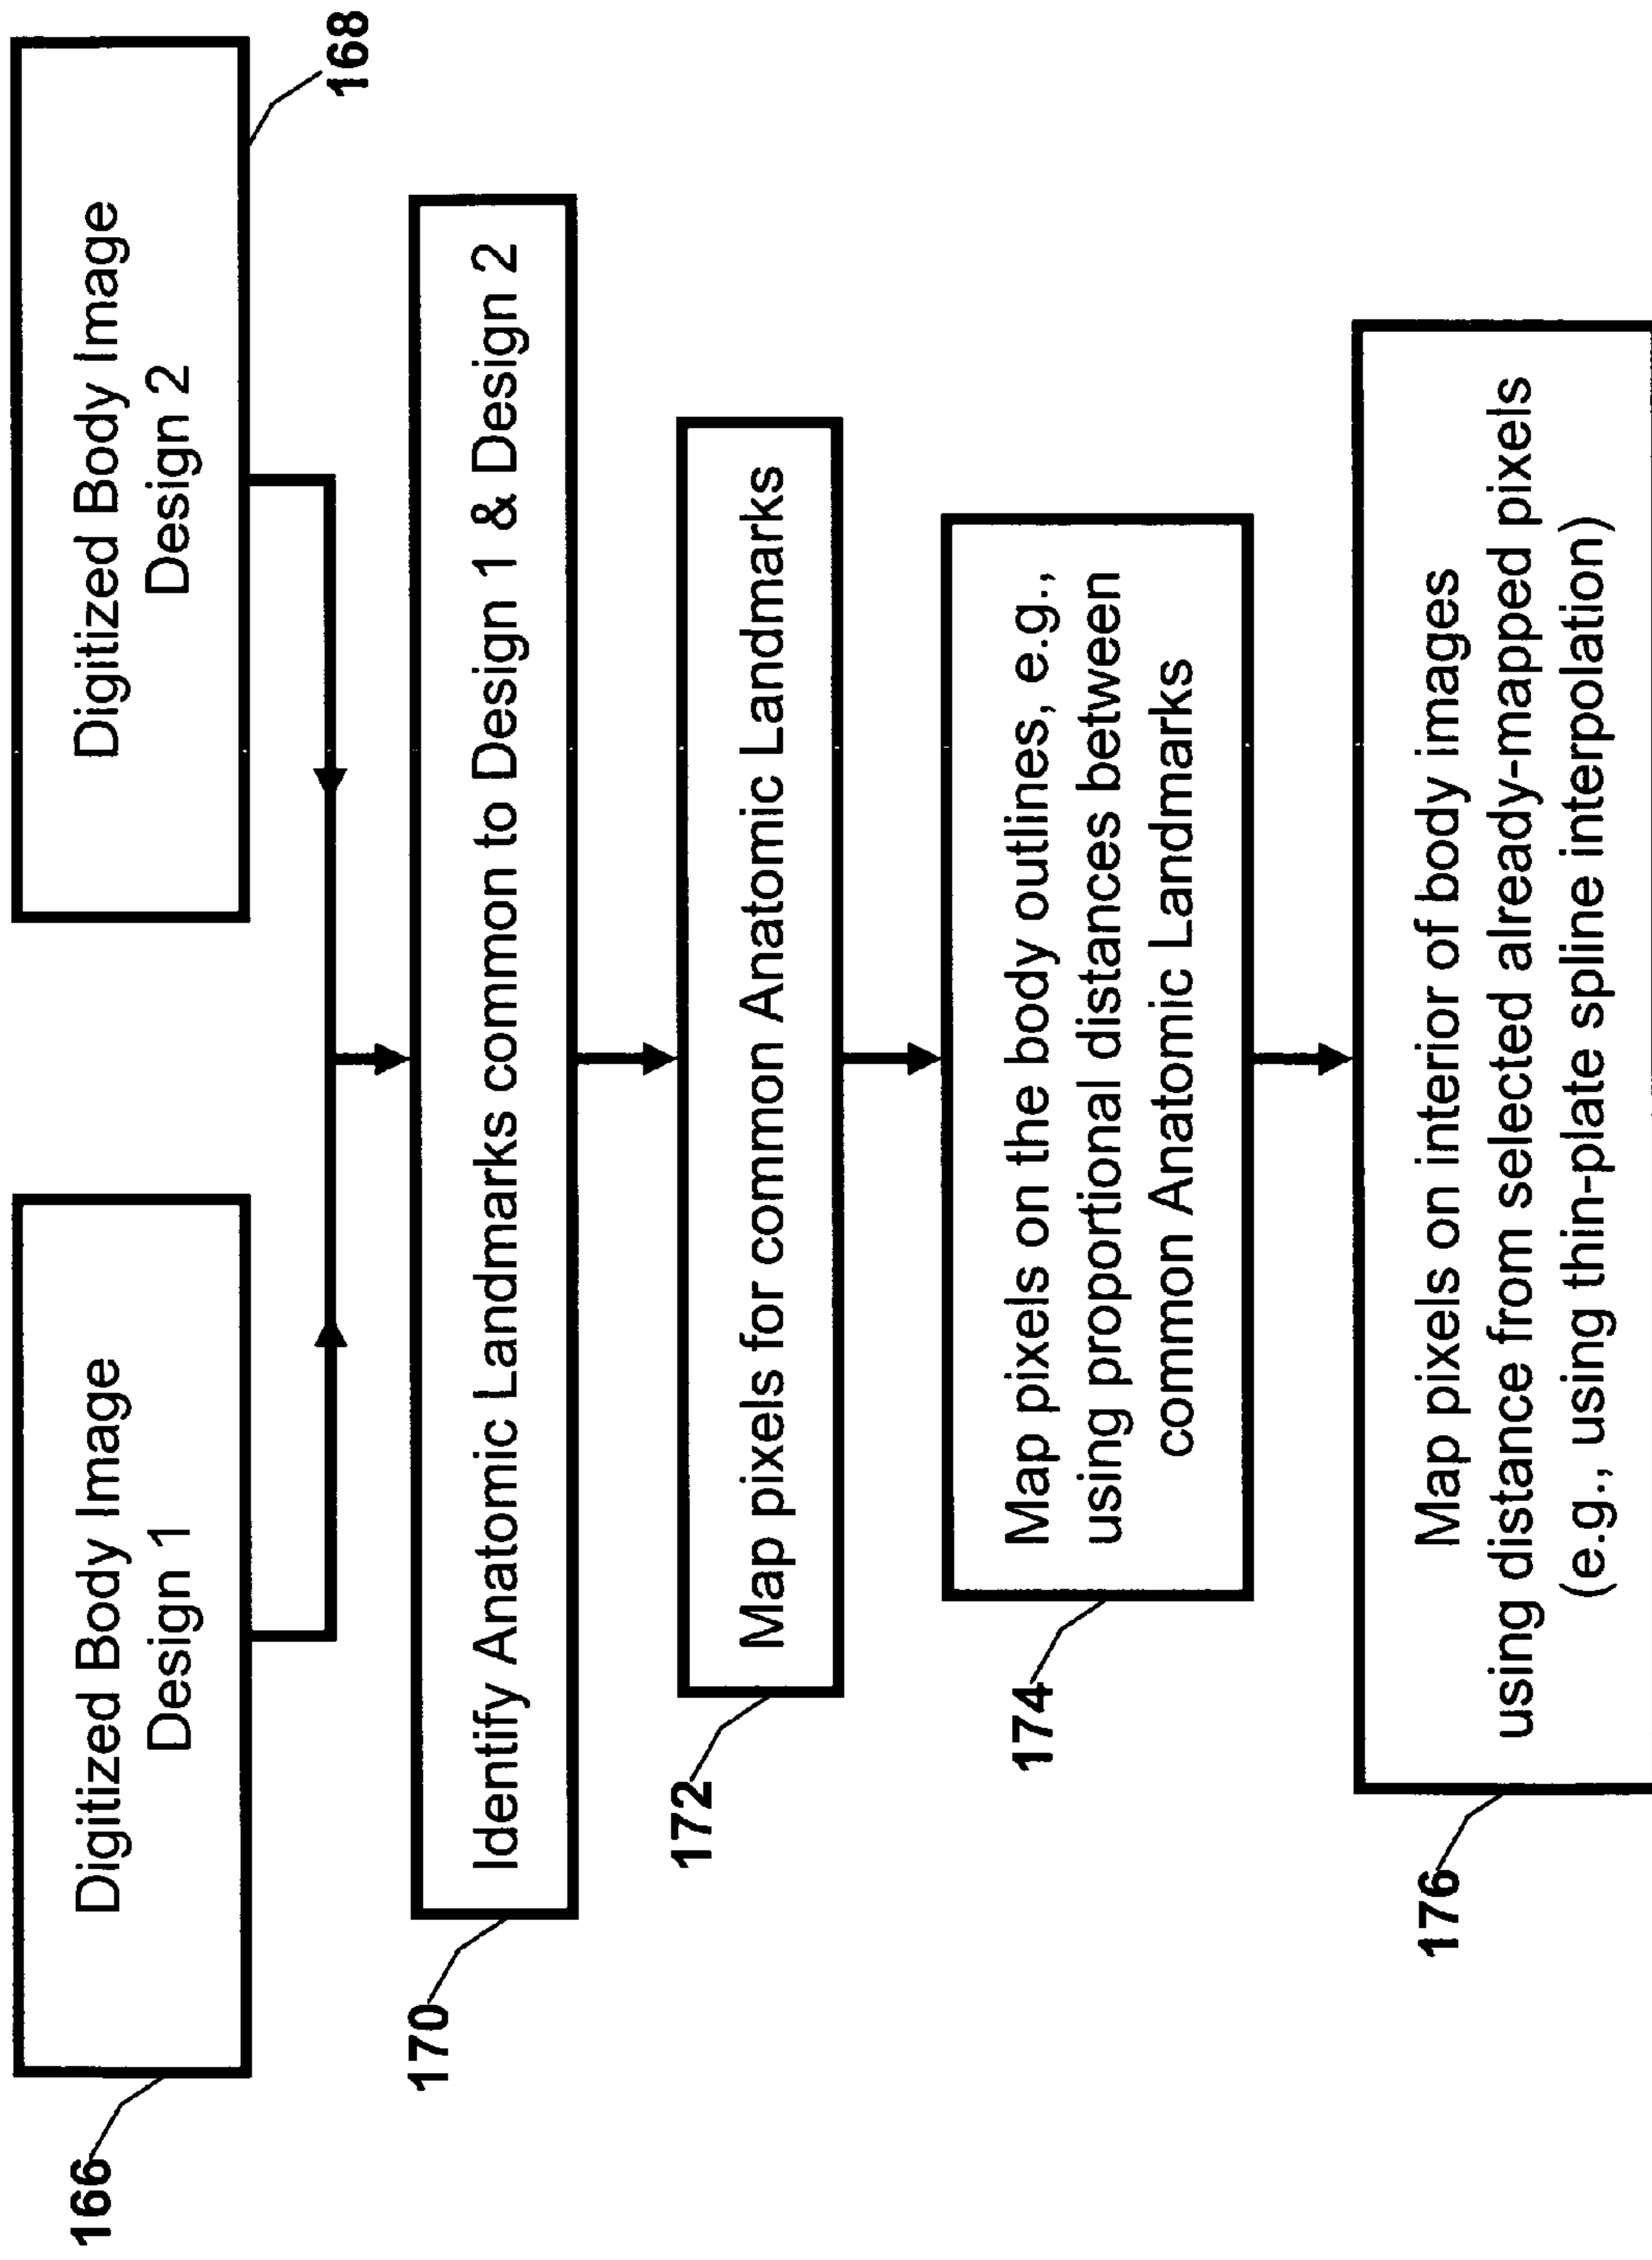 166
Digitized Body Image
Design 1
Digitized Body Image
Design 2
168
170
Identify Anatomic Landmarks common to Design 1 & Design 2
172
Map pixels for common Anatomic Landmarks
174
Map pixels on the body outlines, e.g.,
using proportional distances between
common Anatomic Landmarks
176
Map pixels on interior of body images
using distance from selected already-mapped pixels
(e.g., using thin-plate spline interpolation)